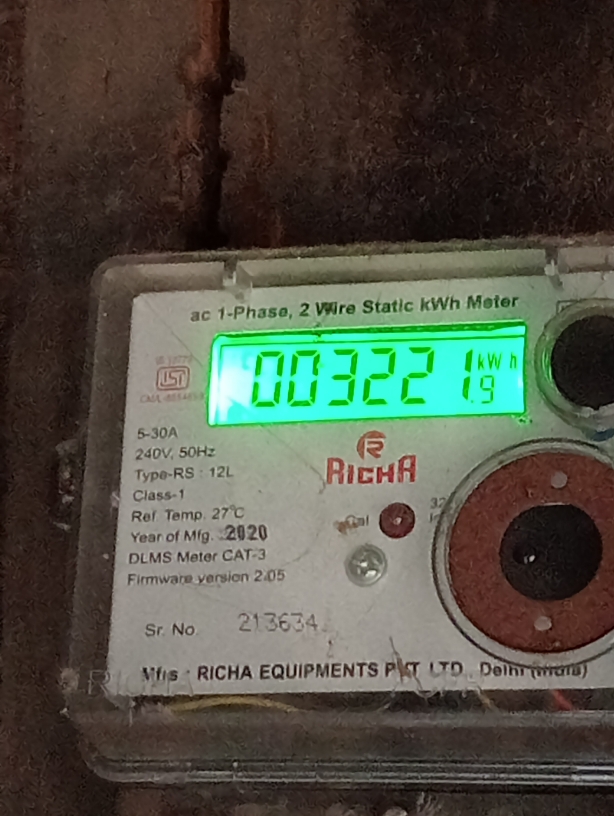 ac 1-Phase, 2 Wire Static kWh Meter
003221.9 kWh
ISI
5-30A
240V, 50Hz
Type-RS : 12L
Class-1
Ref. Temp. 27°C
Year of Mfg. :2020
DLMS Meter CAT-3
Firmware version 2.05
RICHA
Sr. No. 213634
Mfrs : RICHA EQUIPMENTS PVT. LTD., Delhi (India)
RICHA